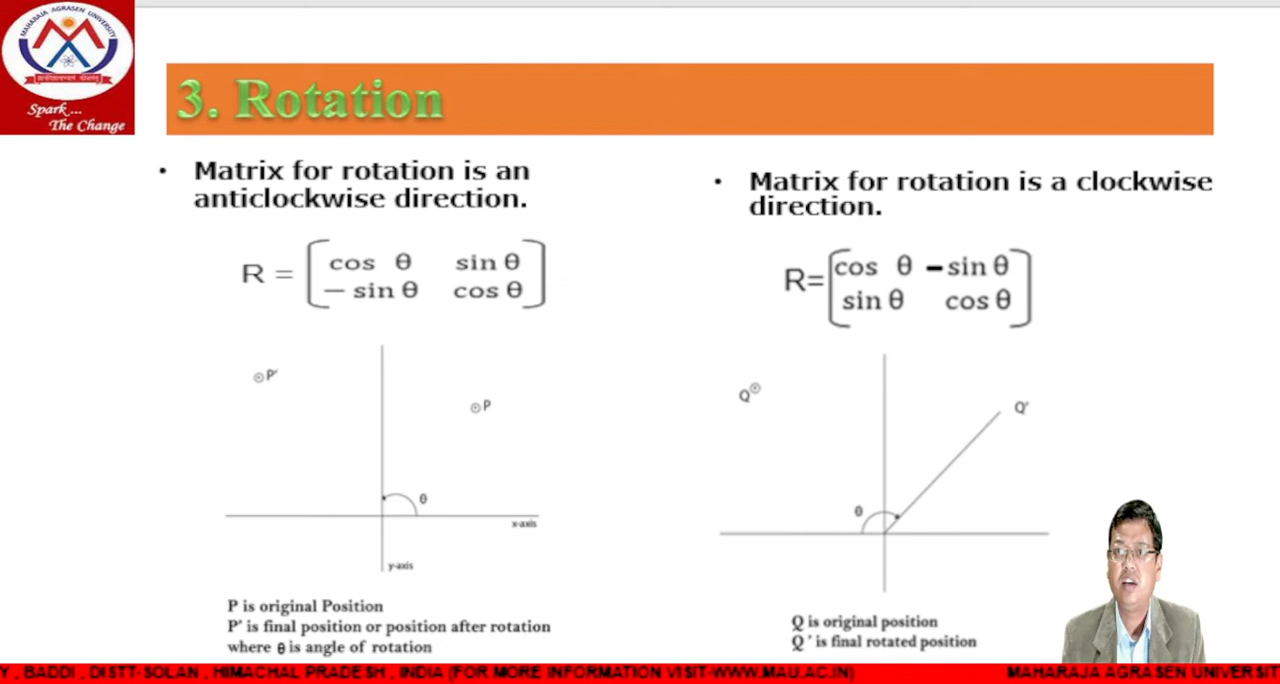 MAHARAJA AGRASEN UNIVERSITY
Spark...
The Change
3. Rotation
• Matrix for rotation is an
anticlockwise direction.
R = [cos θ sin θ
− sin θ cos θ]
P'
P
θ
x-axis
y-axis
P is original Position
P' is final position or position after rotation
where θ is angle of rotation
• Matrix for rotation is a clockwise
direction.
R= [cos θ − sin θ
sin θ cos θ]
Q
Q'
θ
Q is original position
Q ' is final rotated position
Y , BADDI , DISTT- SOLAN , HIMACHAL PRADESH , INDIA (FOR MORE INFORMATION VISIT-WWW.MAU.AC.IN) MAHARAJA AGRASEN UNIVERSIT